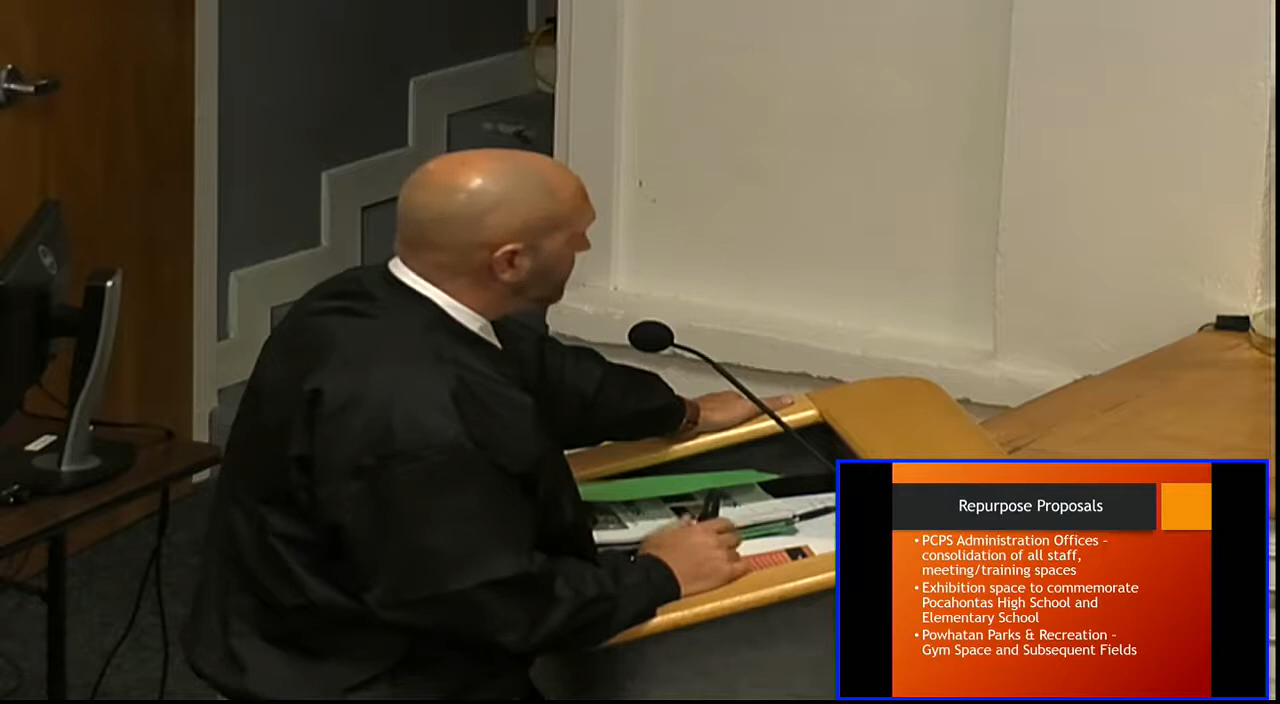 Repurpose Proposals
• PCPS Administration Offices –
consolidation of all staff,
meeting/training spaces
• Exhibition space to commemorate
Pocahontas High School and
Elementary School
• Powhatan Parks & Recreation –
Gym Space and Subsequent Fields